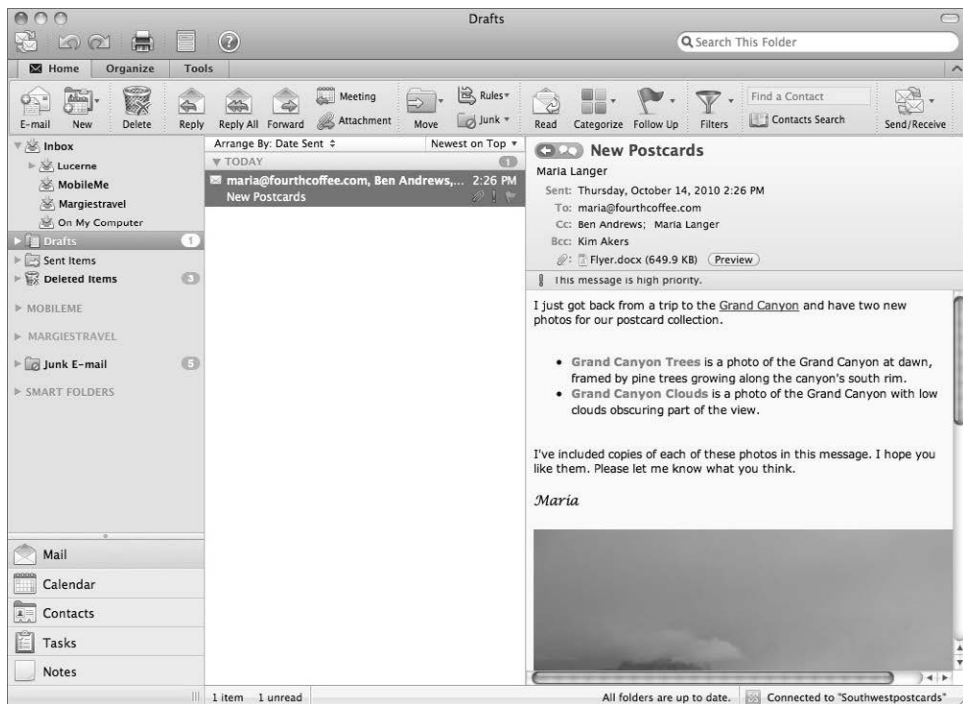 Drafts
Search This Folder
Home Organize Tools
E-mail New Delete Reply Reply All Forward Meeting Attachment Move Rules Junk Read Categorize Follow Up Filters Find a Contact Contacts Search Send/Receive
Inbox
Lucerne
MobileMe
Margiestravel
On My Computer
Drafts 1
Sent Items
Deleted Items 3
MOBILEME
MARGIESTRAVEL
Junk E-mail 5
SMART FOLDERS
Mail
Calendar
Contacts
Tasks
Notes
Arrange By: Date Sent Newest on Top
TODAY 1
maria@fourthcoffee.com, Ben Andrews,... 2:26 PM
New Postcards
New Postcards
Maria Langer
Sent: Thursday, October 14, 2010 2:26 PM
To: maria@fourthcoffee.com
Cc: Ben Andrews; Maria Langer
Bcc: Kim Akers
Flyer.docx (649.9 KB) Preview
This message is high priority.
I just got back from a trip to the Grand Canyon and have two new
photos for our postcard collection.
• Grand Canyon Trees is a photo of the Grand Canyon at dawn,
framed by pine trees growing along the canyon's south rim.
• Grand Canyon Clouds is a photo of the Grand Canyon with low
clouds obscuring part of the view.
I've included copies of each of these photos in this message. I hope you
like them. Please let me know what you think.
Maria
1 item 1 unread All folders are up to date. Connected to "Southwestpostcards"